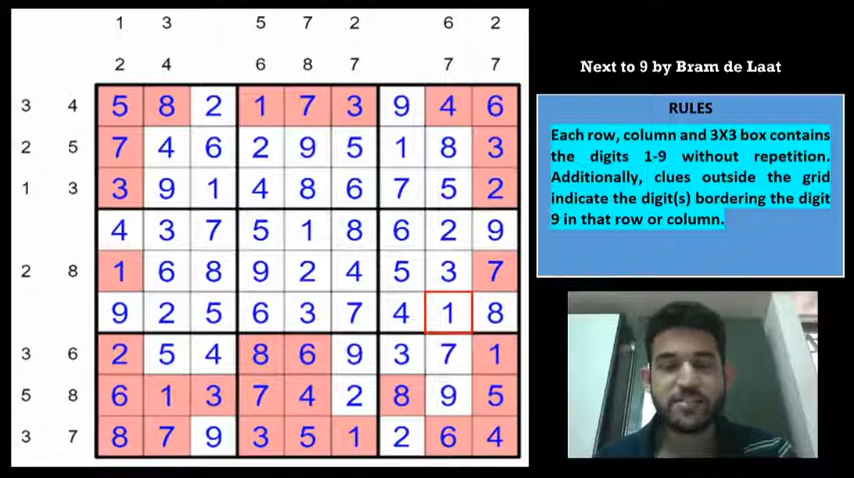 1 3 5 7 2 6 2
2 4 6 8 7 7 7
Next to 9 by Bram de Laat
3 4 5 8 2 1 7 3 9 4 6
2 5 7 4 6 2 9 5 1 8 3
1 3 3 9 1 4 8 6 7 5 2
4 3 7 5 1 8 6 2 9
2 8 1 6 8 9 2 4 5 3 7
9 2 5 6 3 7 4 1 8
3 6 2 5 4 8 6 9 3 7 1
5 8 6 1 3 7 4 2 8 9 5
3 7 8 7 9 3 5 1 2 6 4
RULES
Each row, column and 3X3 box contains
the digits 1-9 without repetition.
Additionally, clues outside the grid
indicate the digit(s) bordering the digit
9 in that row or column.